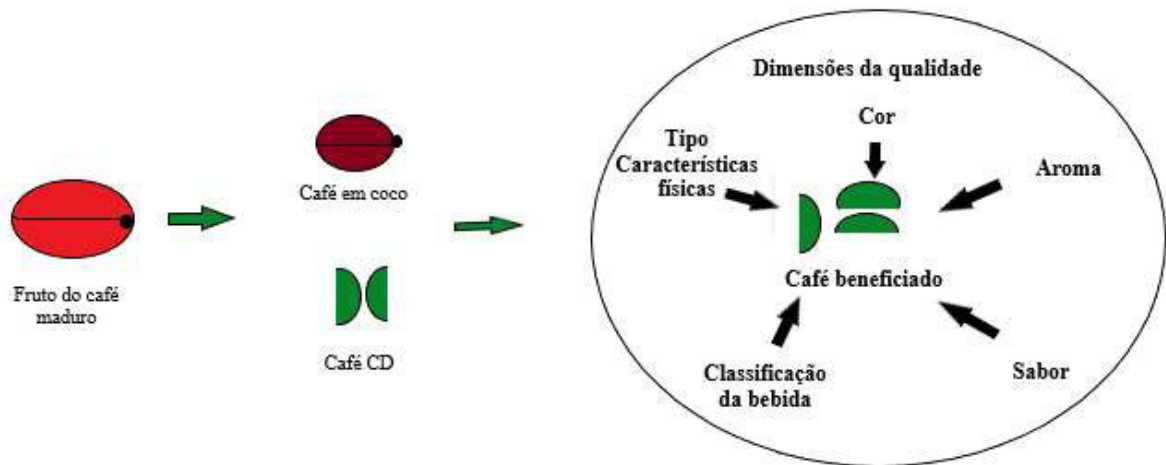 Fruto do café
maduro
Café em coco
Café CD
Dimensões da qualidade
Cor
Tipo
Características
físicas
Aroma
Café beneficiado
Classificação
da bebida
Sabor